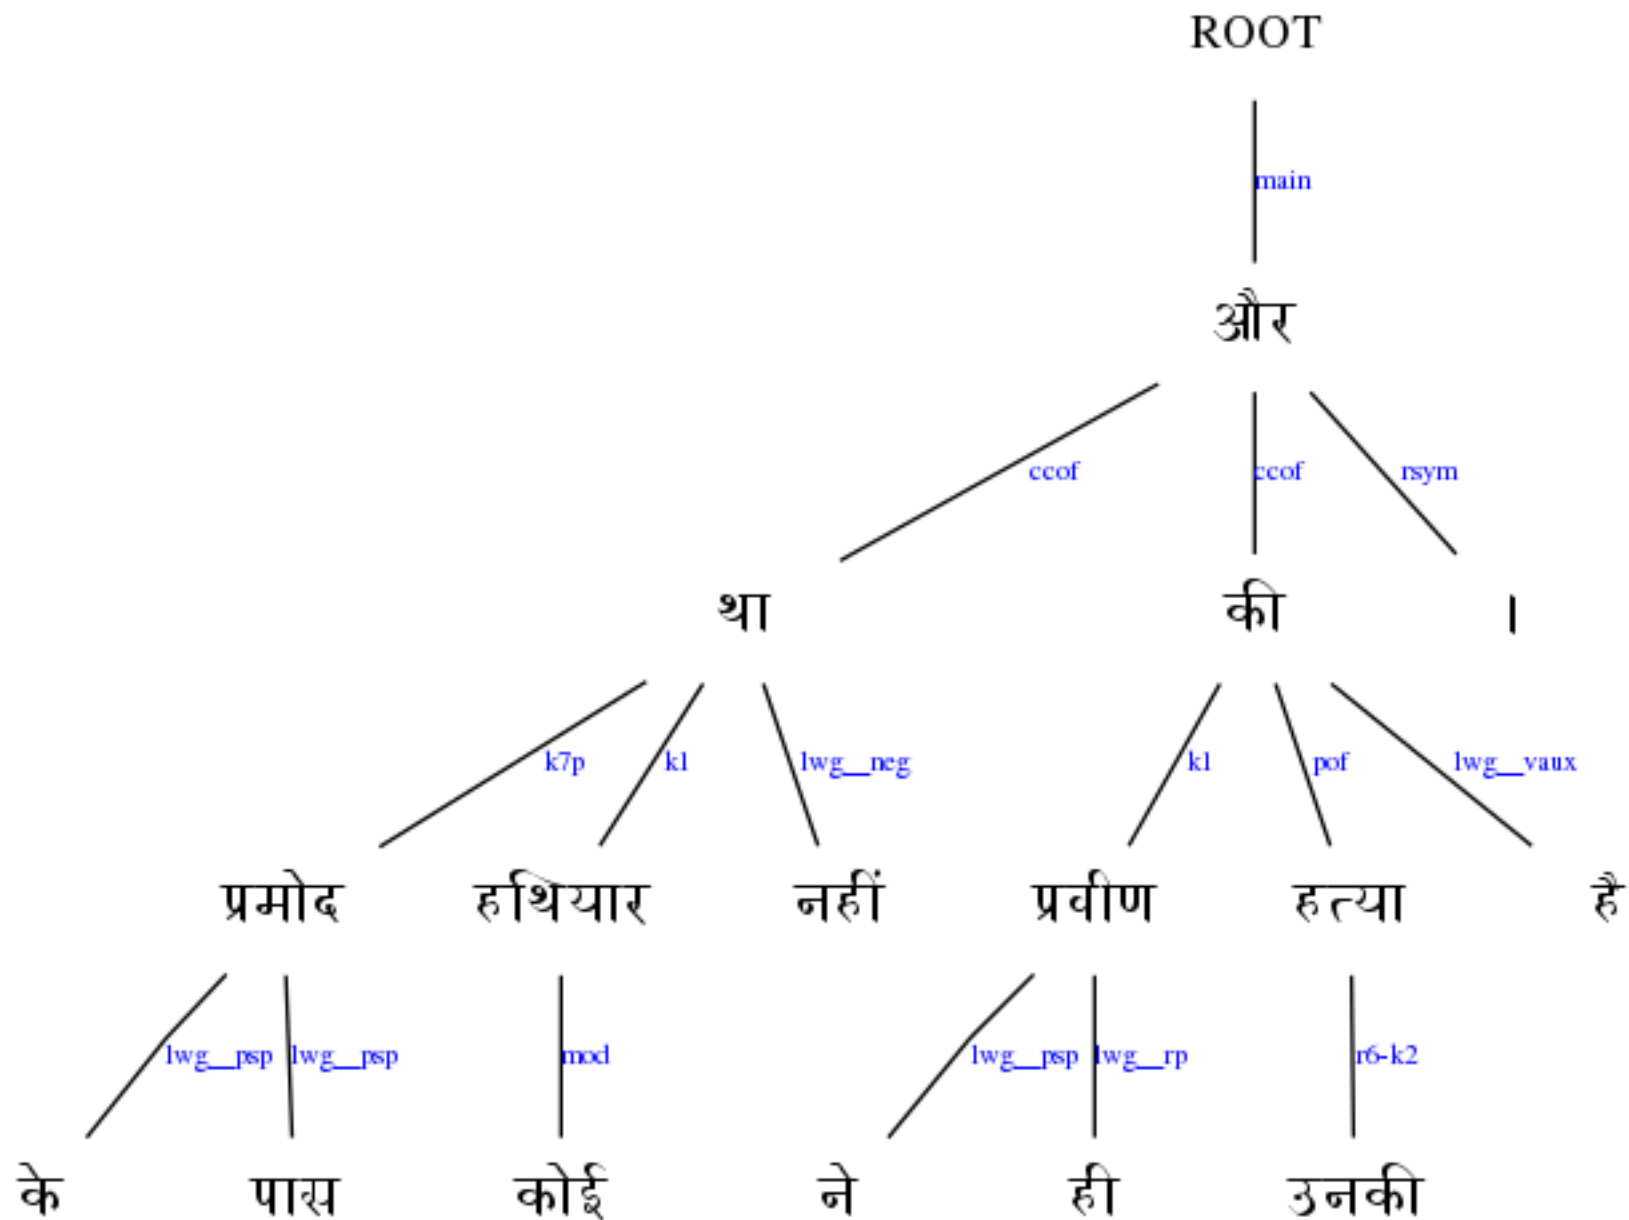 ROOT
main
और
ccof ccof rsym
था की ।
k7p k1 lwg__neg k1 pof lwg__vaux
प्रमोद हथियार नहीं प्रवीण हत्या है
lwg__psp lwg__psp mod lwg__psp lwg__rp r6-k2
के पास कोई ने ही उनकी